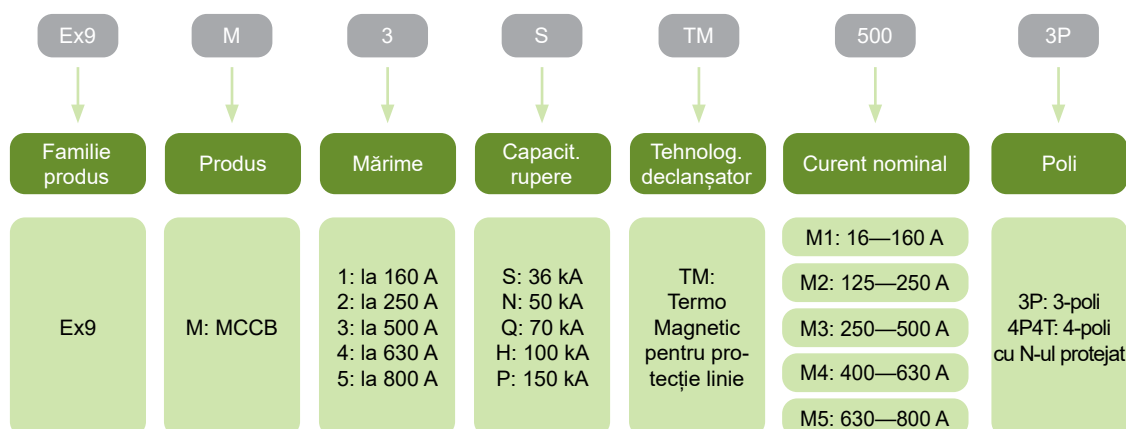 Ex9
M
3
S
TM
500
3P
Familie
produs
Produs
Mărime
Capacit.
rupere
Tehnolog.
declanșator
Curent nominal
Poli
Ex9
M: MCCB
1: la 160 A
2: la 250 A
3: la 500 A
4: la 630 A
5: la 800 A
S: 36 kA
N: 50 kA
Q: 70 kA
H: 100 kA
P: 150 kA
TM:
Termo
Magnetic
pentru pro-
tecție linie
M1: 16—160 A
M2: 125—250 A
M3: 250—500 A
M4: 400—630 A
M5: 630—800 A
3P: 3-poli
4P4T: 4-poli
cu N-ul protejat